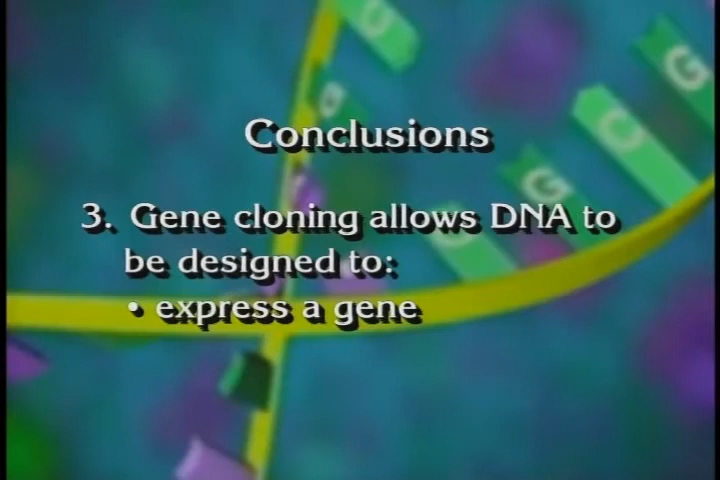 Conclusions
3. Gene cloning allows DNA to
be designed to:
• express a gene
U
G
C
G